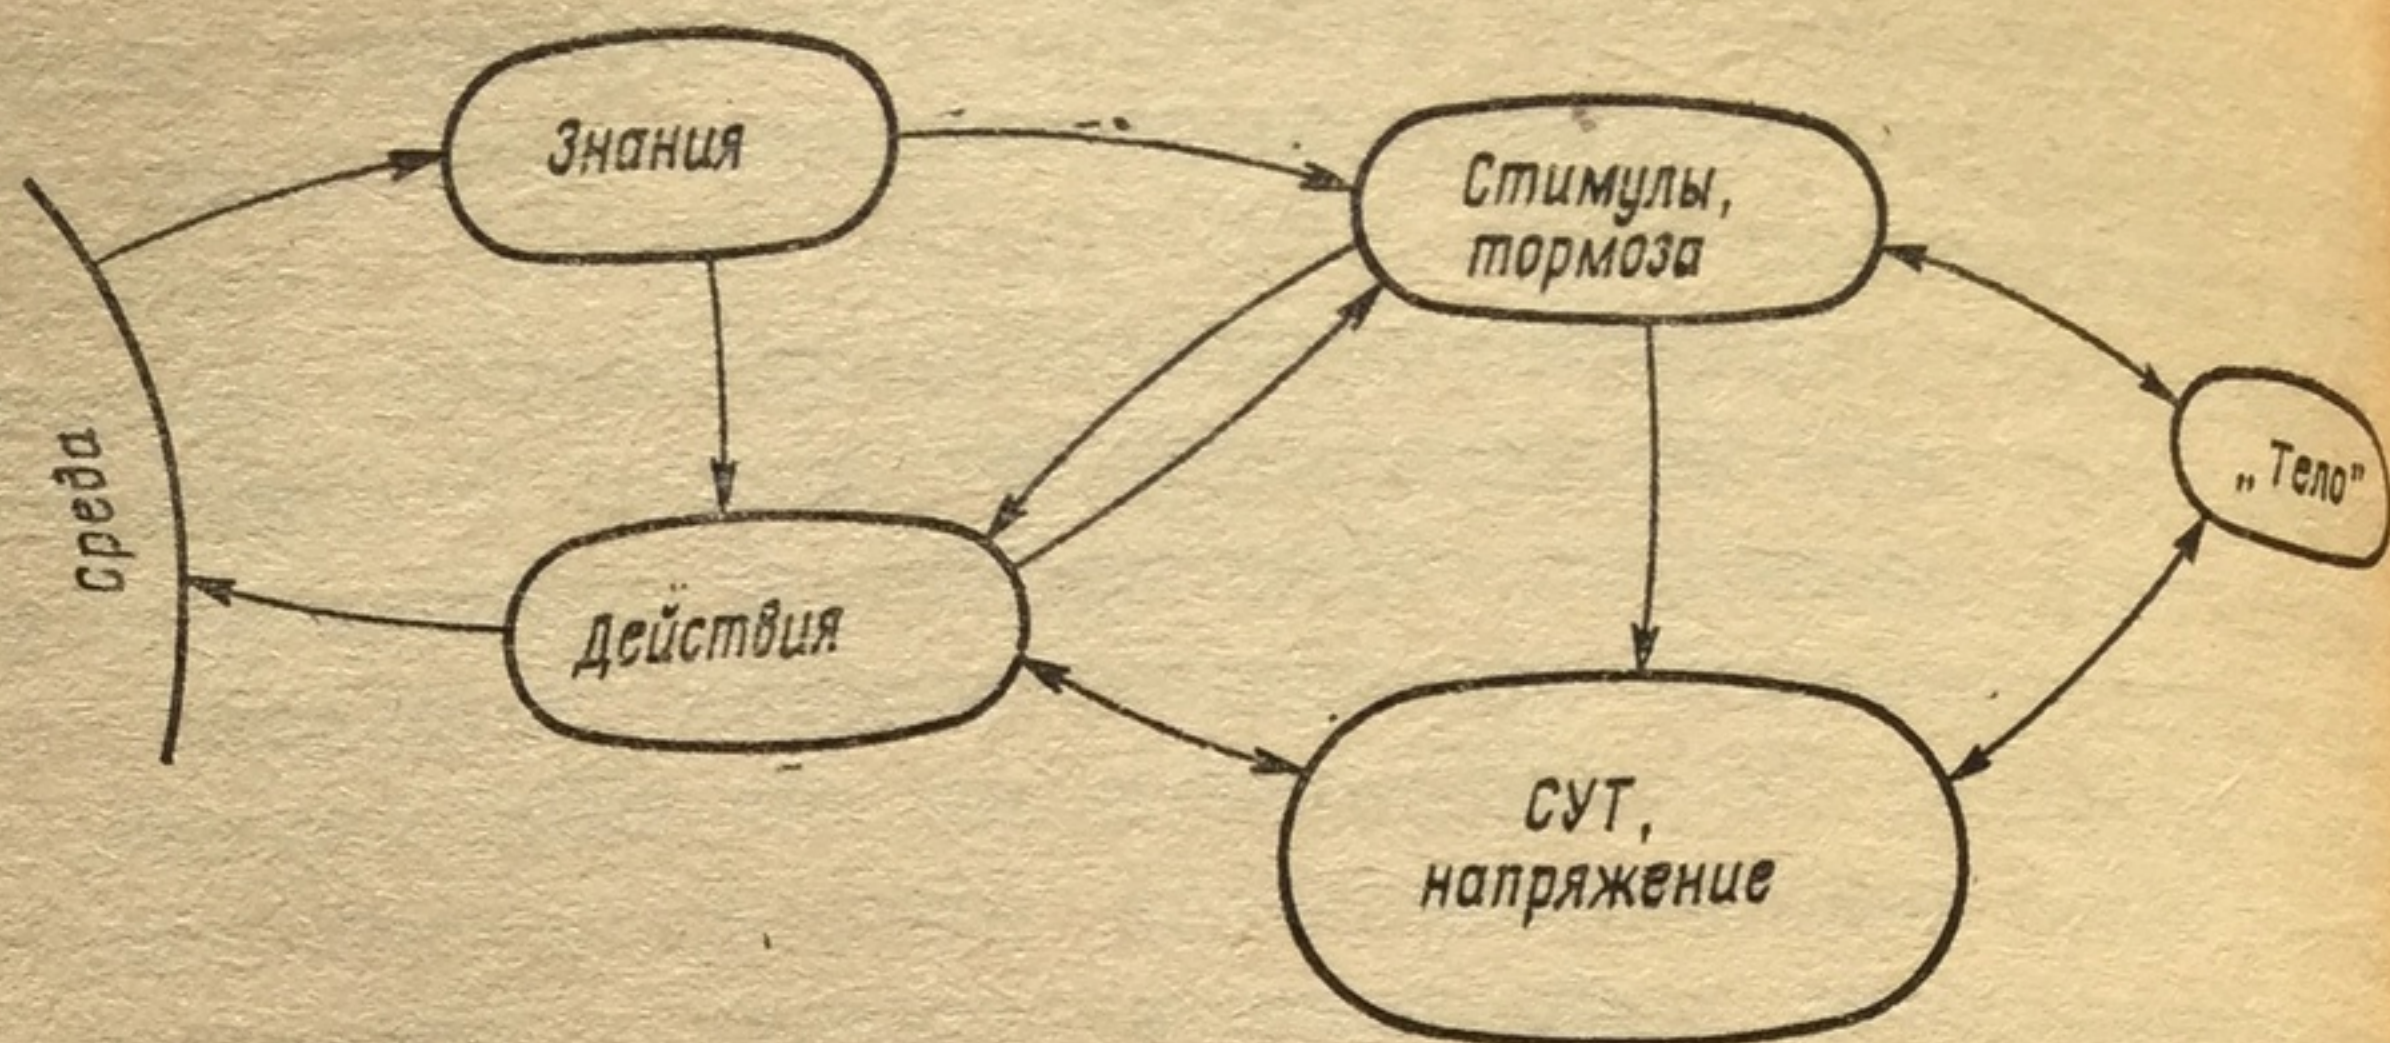 Знания
Стимулы,
тормоза
„Тело"
среда
Действия
СУТ,
напряжение